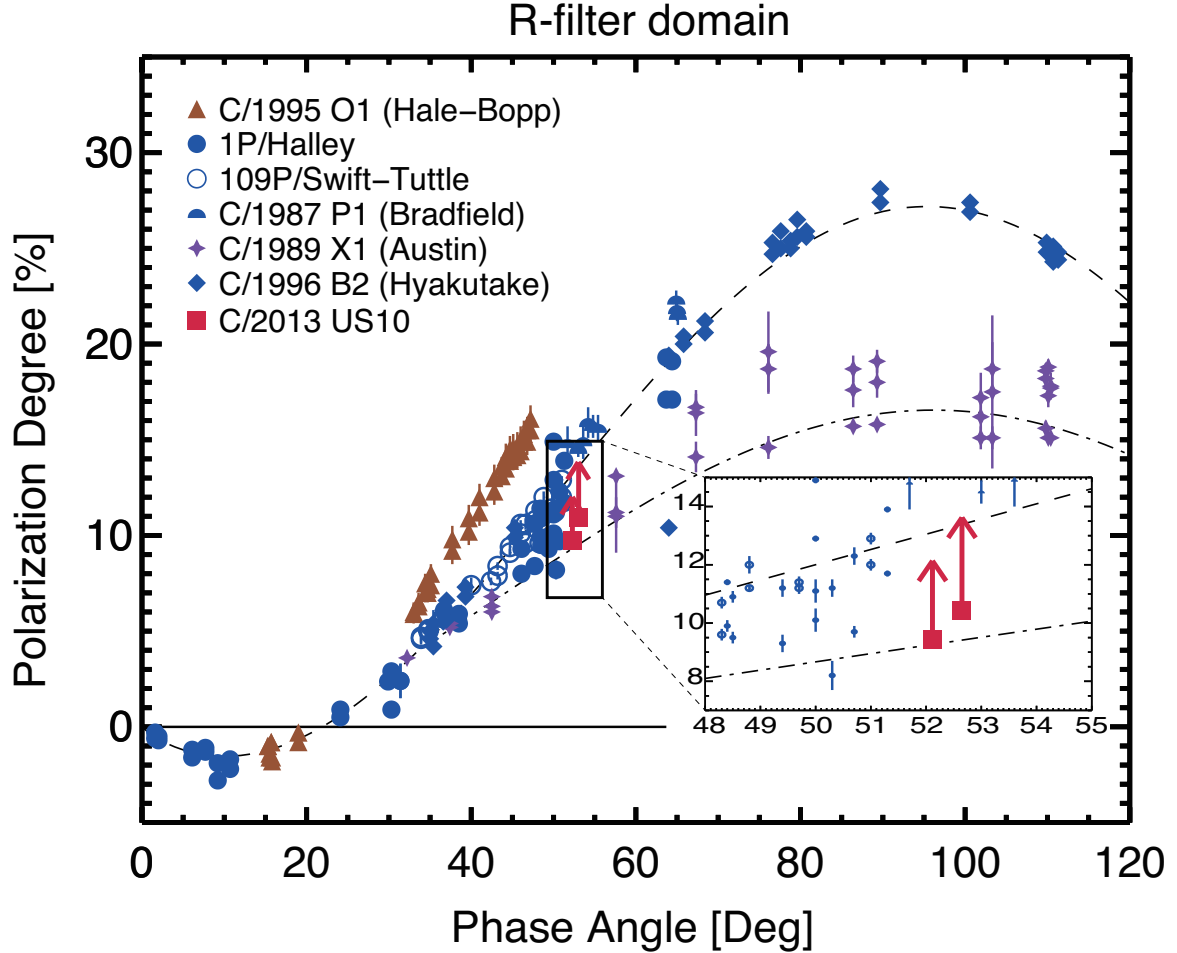 R-filter domain
C/1995 O1 (Hale−Bopp)
1P/Halley
109P/Swift−Tuttle
C/1987 P1 (Bradfield)
C/1989 X1 (Austin)
C/1996 B2 (Hyakutake)
C/2013 US10
Polarization Degree [%]
30
20
10
0
14
12
10
8
48 49 50 51 52 53 54 55
0 20 40 60 80 100 120
Phase Angle [Deg]